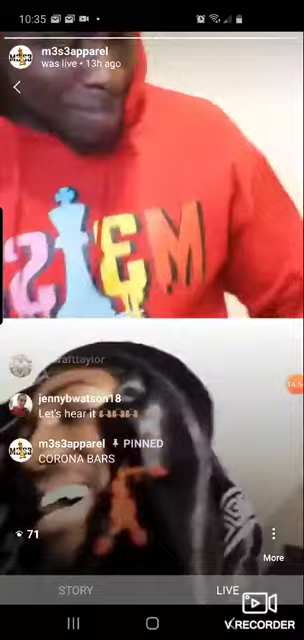 10:35
m3s3apparel
was live • 13h ago
jennybwatson18
Let's hear it
m3s3apparel PINNED
CORONA BARS
71
More
STORY
LIVE
V.RECORDER